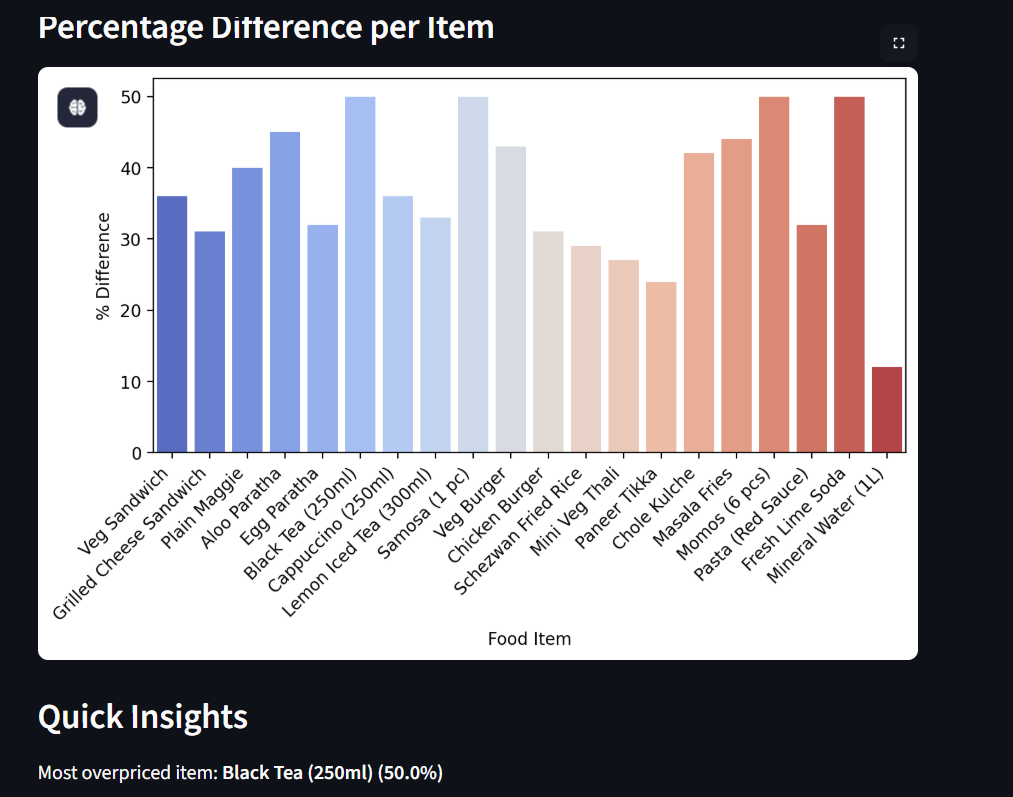 Percentage Difference per Item
50
40
30
20
10
0
% Difference
Veg Sandwich
Grilled Cheese Sandwich
Plain Maggie
Aloo Paratha
Egg Paratha
Black Tea (250ml)
Cappuccino (250ml)
Lemon Iced Tea (300ml)
Samosa (1 pc)
Veg Burger
Chicken Burger
Schezwan Fried Rice
Mini Veg Thali
Paneer Tikka
Chole Kulche
Masala Fries
Momos (6 pcs)
Pasta (Red Sauce)
Fresh Lime Soda
Mineral Water (1L)
Food Item
Quick Insights
Most overpriced item: Black Tea (250ml) (50.0%)